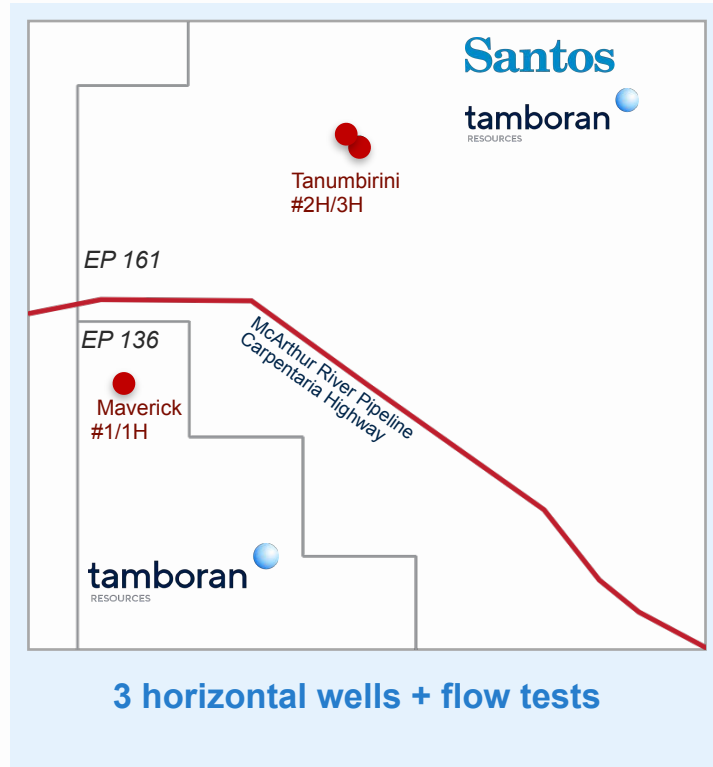 Santos
tamboran
RESOURCES
Tanumbirini
#2H/3H
EP 161
McArthur River Pipeline
Carpentaria Highway
EP 136
Maverick
#1/1H
tamboran
RESOURCES
3 horizontal wells + flow tests